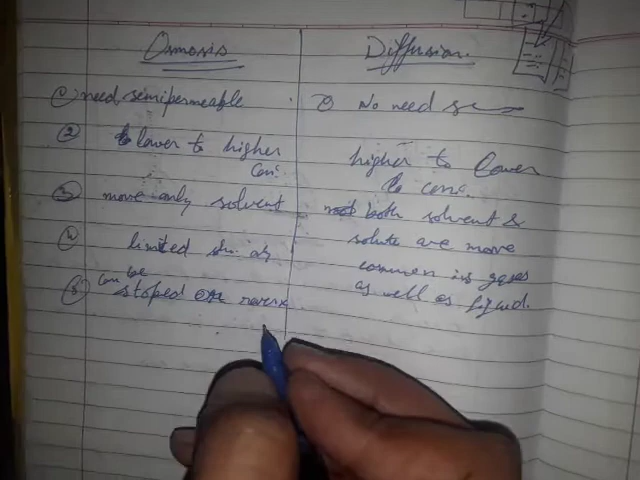 Osmosis
Diffusion
① need semipermeable
① No need
② lower to higher
Con.
higher to lower
conc.
③ move only solvent
both solvent &
solute are move
④ limited
common in gases
as well as liquid.
⑤ can be
stoped or